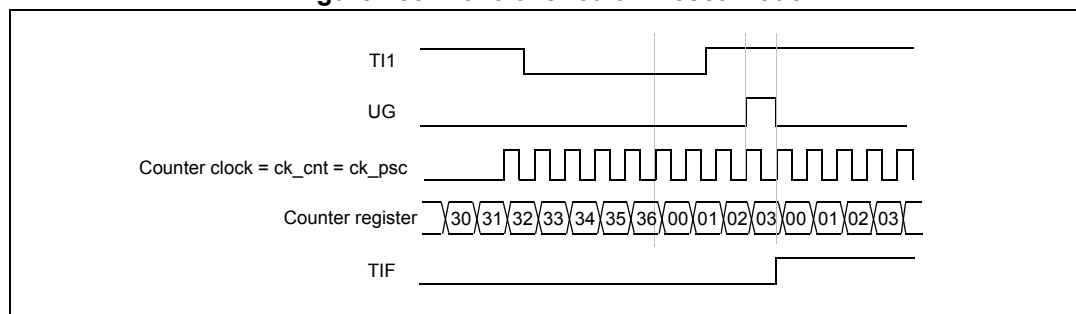 TI1
UG
Counter clock = ck_cnt = ck_psc
Counter register 30 31 32 33 34 35 36 00 01 02 03 00 01 02 03
TIF